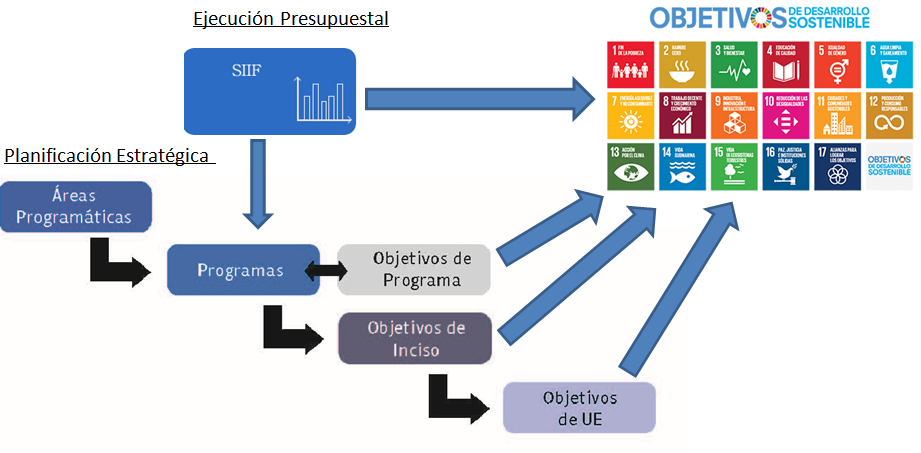 Ejecución Presupuestal
OBJETIVOS
DE DESARROLLO
SOSTENIBLE
SIIF
1 FIN
DE LA POBREZA
2 HAMBRE
CERO
3 SALUD
Y BIENESTAR
4 EDUCACIÓN
DE CALIDAD
5 IGUALDAD
DE GÉNERO
6 AGUA LIMPIA
Y SANEAMIENTO
7 ENERGÍA ASEQUIBLE
Y NO CONTAMINANTE
8 TRABAJO DECENTE
Y CRECIMIENTO
ECONÓMICO
9 INDUSTRIA,
INNOVACIÓN E
INFRAESTRUCTURA
10 REDUCCIÓN DE LAS
DESIGUALDADES
11 CIUDADES Y
COMUNIDADES
SOSTENIBLES
12 PRODUCCIÓN
Y CONSUMO
RESPONSABLES
13 ACCIÓN
POR EL CLIMA
14 VIDA
SUBMARINA
15 VIDA
DE ECOSISTEMAS
TERRESTRES
16 PAZ, JUSTICIA
E INSTITUCIONES
SÓLIDAS
17 ALIANZAS PARA
LOGRAR
LOS OBJETIVOS
OBJETIVOS
DE DESARROLLO
SOSTENIBLE
Planificación Estratégica
Áreas
Programáticas
Programas
Objetivos de
Programa
Objetivos de
Inciso
Objetivos
de UE